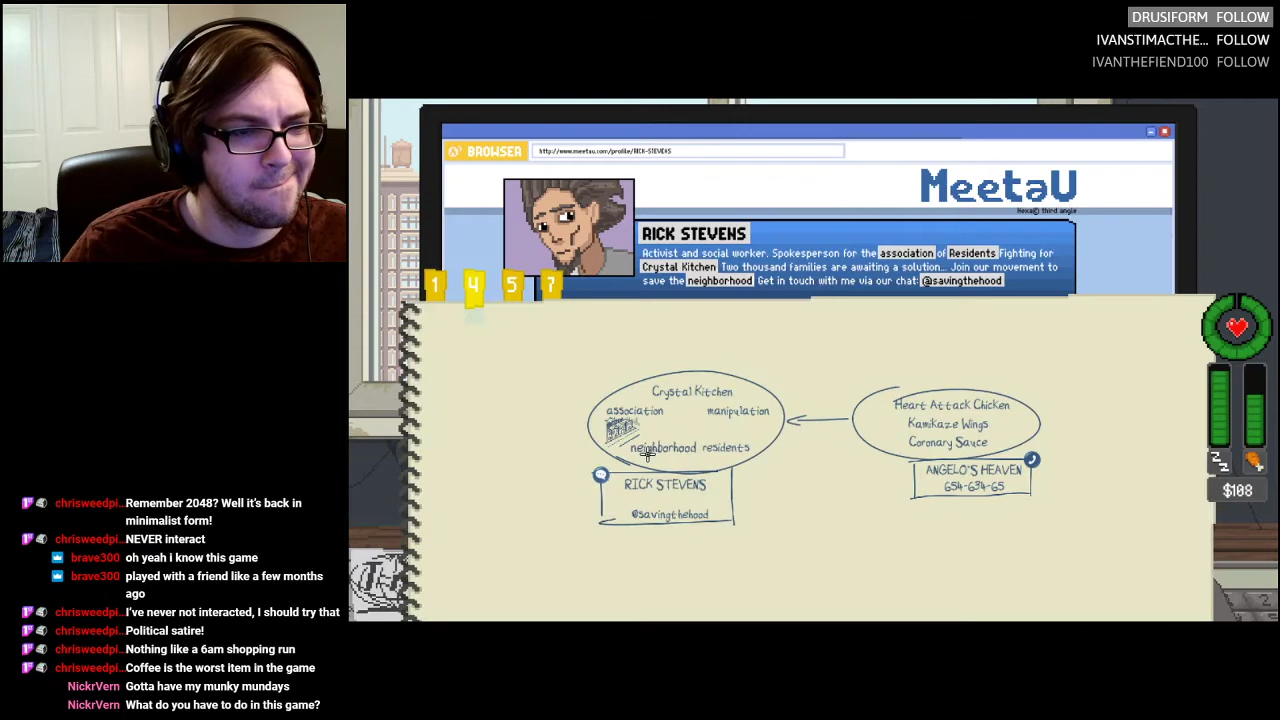 DRUSIFORM FOLLOW
IVANSTIMACTHE... FOLLOW
IVANTHEFIEND100 FOLLOW
BROWSER
http://www.meetau.com/profile/RICK-STEVENS
MeetaU
Hexa© third angle
RICK STEVENS
Activist and social worker. Spokesperson for the association of Residents Fighting for
Crystal Kitchen Two thousand families are awaiting a solution... Join our movement to
save the neighborhood Get in touch with me via our chat: @savingthehood
1 4 5 7
Crystal Kitchen
association manipulation
neighborhood residents
RICK STEVENS
@savingthehood
Heart Attack Chicken
Kamikaze Wings
Coronary Sauce
ANGELO'S HEAVEN
654-634-65
$108
chrisweedpi... Remember 2048? Well it's back in
minimalist form!
chrisweedpi... NEVER interact
brave300 oh yeah i know this game
brave300 played with a friend like a few months
ago
chrisweedpi... I've never not interacted, I should try that
chrisweedpi... Political satire!
chrisweedpi... Nothing like a 6am shopping run
chrisweedpi... Coffee is the worst item in the game
NickrVern Gotta have my munky mundays
NickrVern What do you have to do in this game?